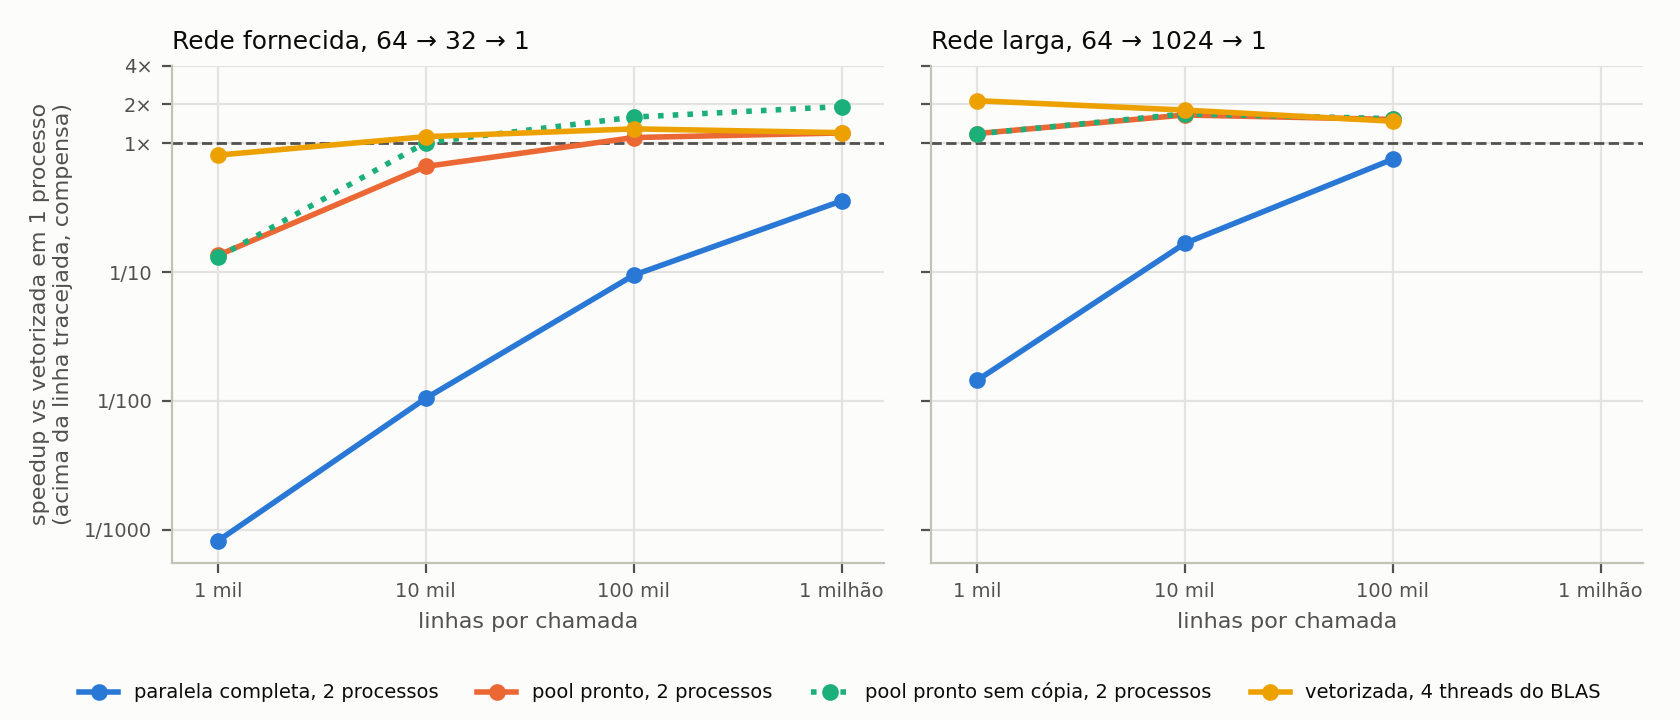 Rede fornecida, 64 → 32 → 1
Rede larga, 64 → 1024 → 1
speedup vs vetorizada em 1 processo
(acima da linha tracejada, compensa)
4×
2×
1×
1/10
1/100
1/1000
1 mil
10 mil
100 mil
1 milhão
linhas por chamada
1 mil
10 mil
100 mil
1 milhão
linhas por chamada
paralela completa, 2 processos
pool pronto, 2 processos
pool pronto sem cópia, 2 processos
vetorizada, 4 threads do BLAS